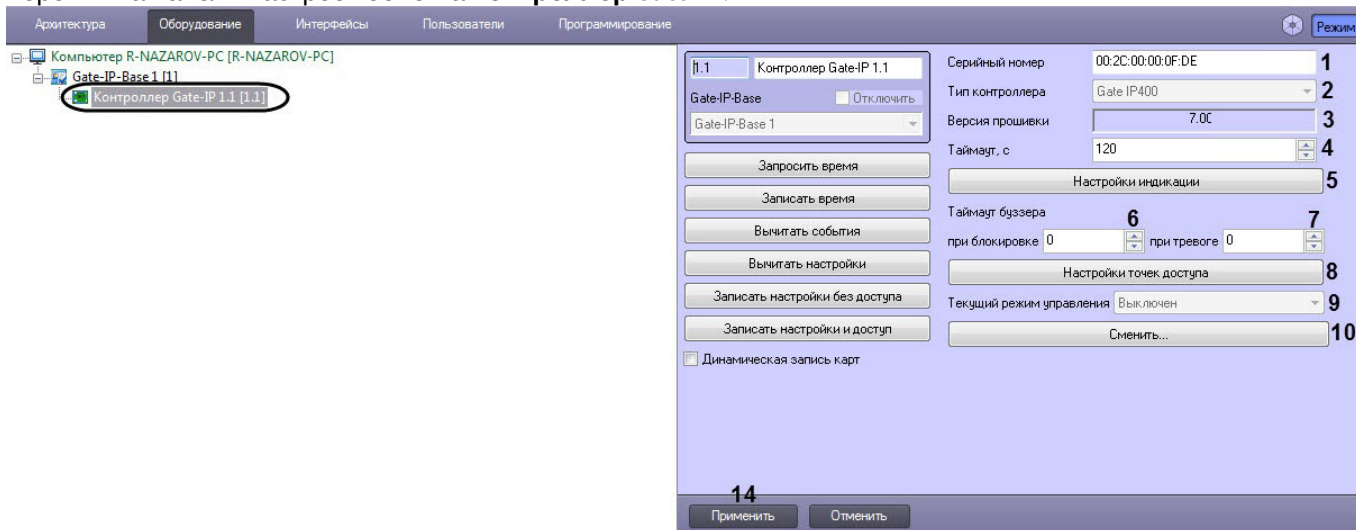 Архитектура Оборудование Интерфейсы Пользователи Программирование Режим
Компьютер R-NAZAROV-PC [R-NAZAROV-PC]
Gate-IP-Base 1 [1]
Контроллер Gate-IP 1.1 [1.1]
1.1 Контроллер Gate-IP 1.1
Gate-IP-Base Отключить
Gate-IP-Base 1
Запросить время
Записать время
Вычитать события
Вычитать настройки
Записать настройки без доступа
Записать настройки и доступ
Динамическая запись карт
Серийный номер 00:2C:00:00:0F:DE 1
Тип контроллера Gate IP400 2
Версия прошивки 7.0C 3
Таймаут, с 120 4
Настройки индикации 5
Таймаут буззера 6 7
при блокировке 0 при тревоге 0
Настройки точек доступа 8
Текущий режим управления Выключен 9
Сменить... 10
14
Применить Отменить